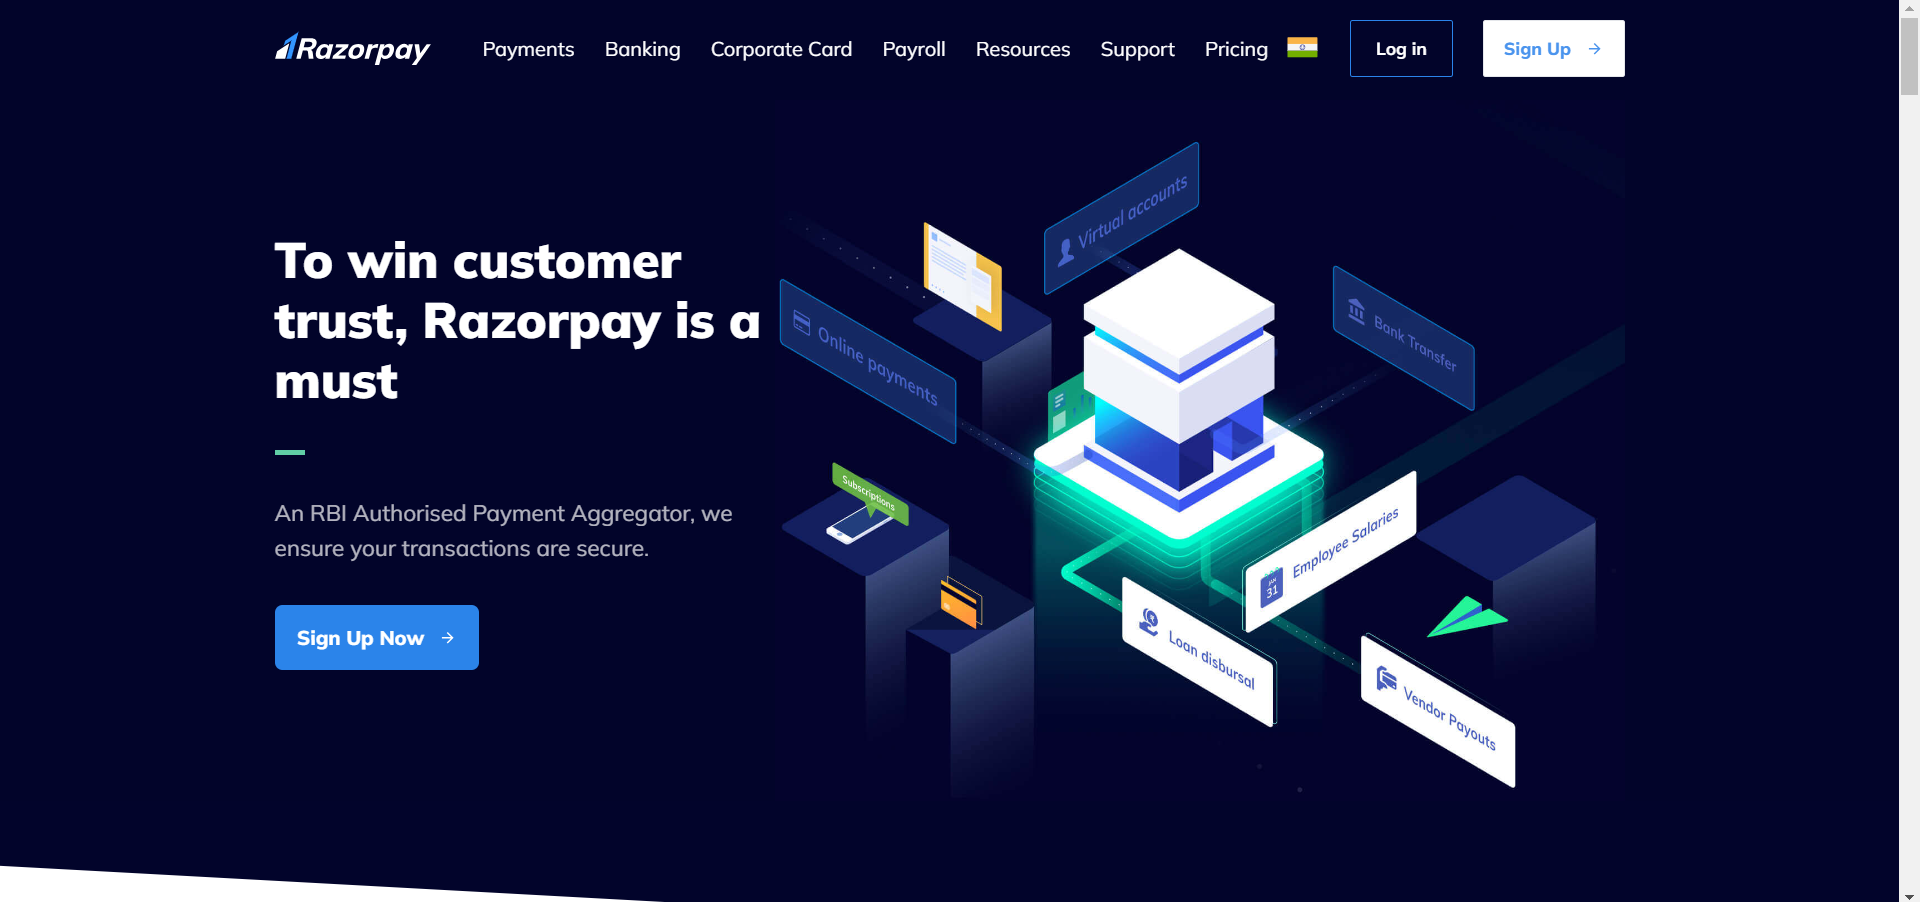 Razorpay
Payments Banking Corporate Card Payroll Resources Support Pricing Log in Sign Up →
To win customer
trust, Razorpay is a
must
An RBI Authorised Payment Aggregator, we
ensure your transactions are secure.
Sign Up Now →
Virtual accounts
Online payments
Bank Transfer
Subscriptions
Employee Salaries
JAN
31
Loan disbursal
Vendor Payouts